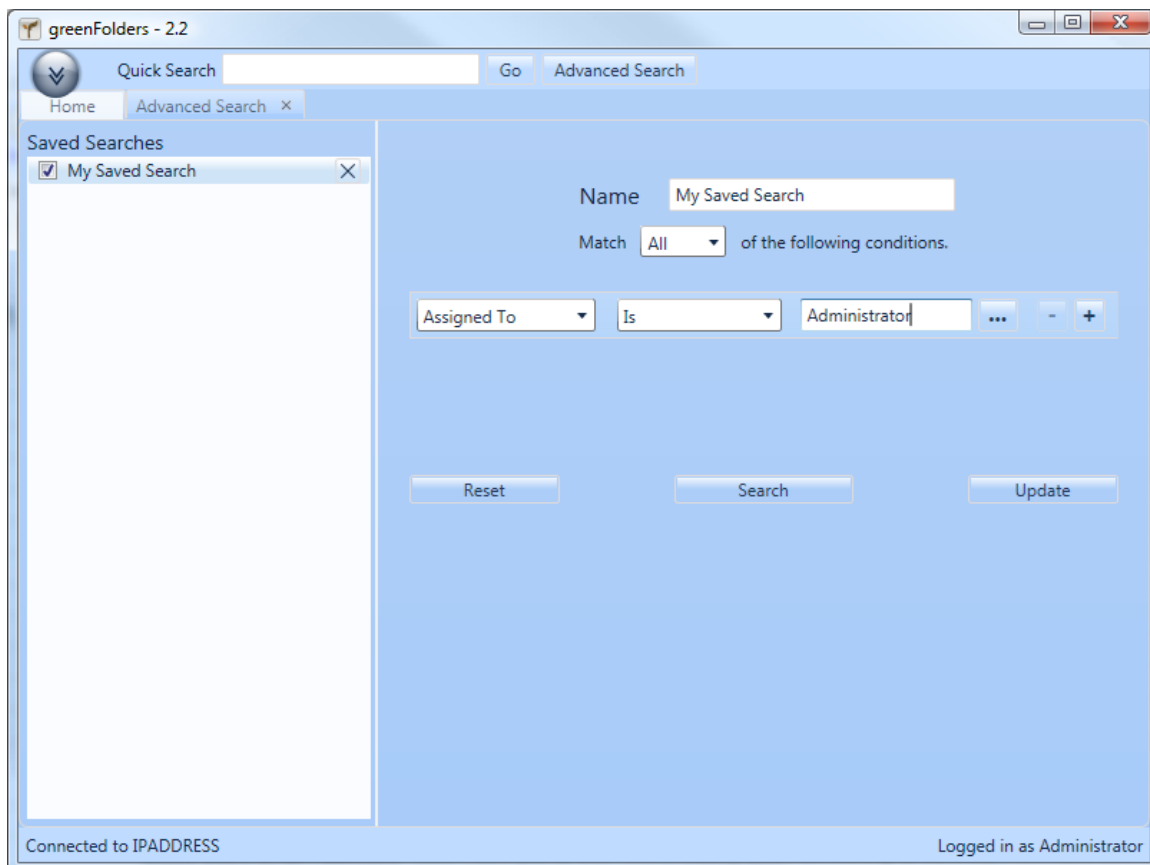 greenFolders - 2.2
Quick Search Go Advanced Search
Home Advanced Search ×
Saved Searches
My Saved Search
Name My Saved Search
Match All of the following conditions.
Assigned To Is Administrator ... - +
Reset Search Update
Connected to IPADDRESS Logged in as Administrator